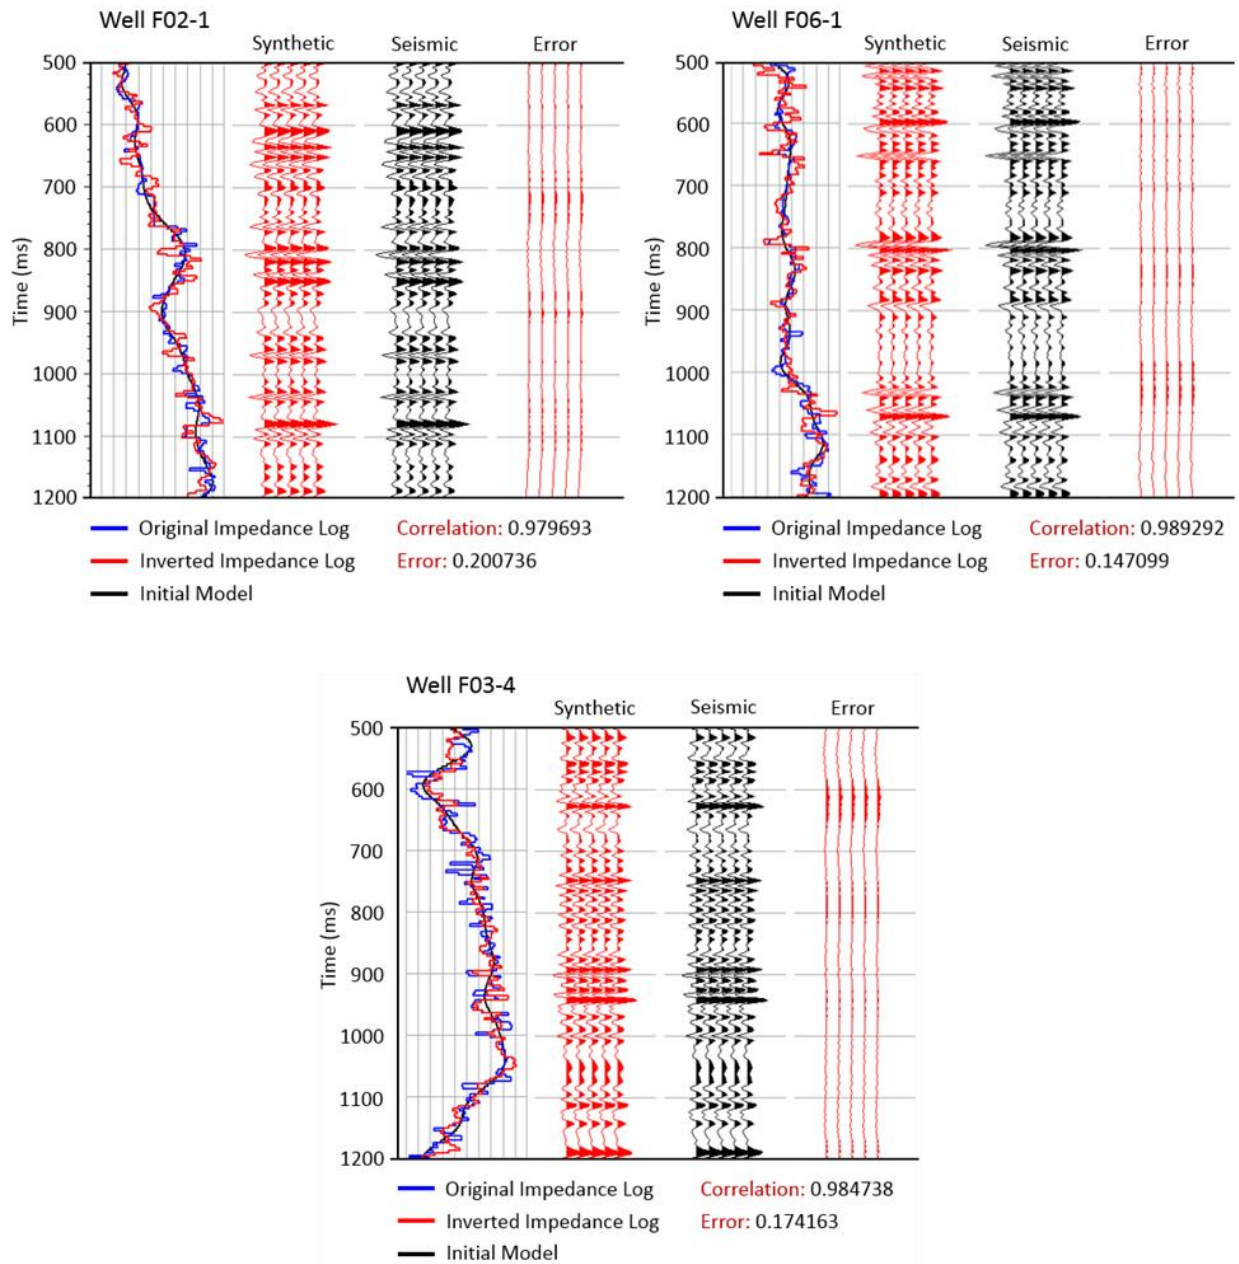 Well F02-1
Synthetic Seismic Error
500
600
700
800
900
1000
1100
1200
Time (ms)
Original Impedance Log Correlation: 0.979693
Inverted Impedance Log Error: 0.200736
Initial Model
Well F06-1
Synthetic Seismic Error
500
600
700
800
900
1000
1100
1200
Time (ms)
Original Impedance Log Correlation: 0.989292
Inverted Impedance Log Error: 0.147099
Initial Model
Well F03-4
Synthetic Seismic Error
500
600
700
800
900
1000
1100
1200
Time (ms)
Original Impedance Log Correlation: 0.984738
Inverted Impedance Log Error: 0.174163
Initial Model